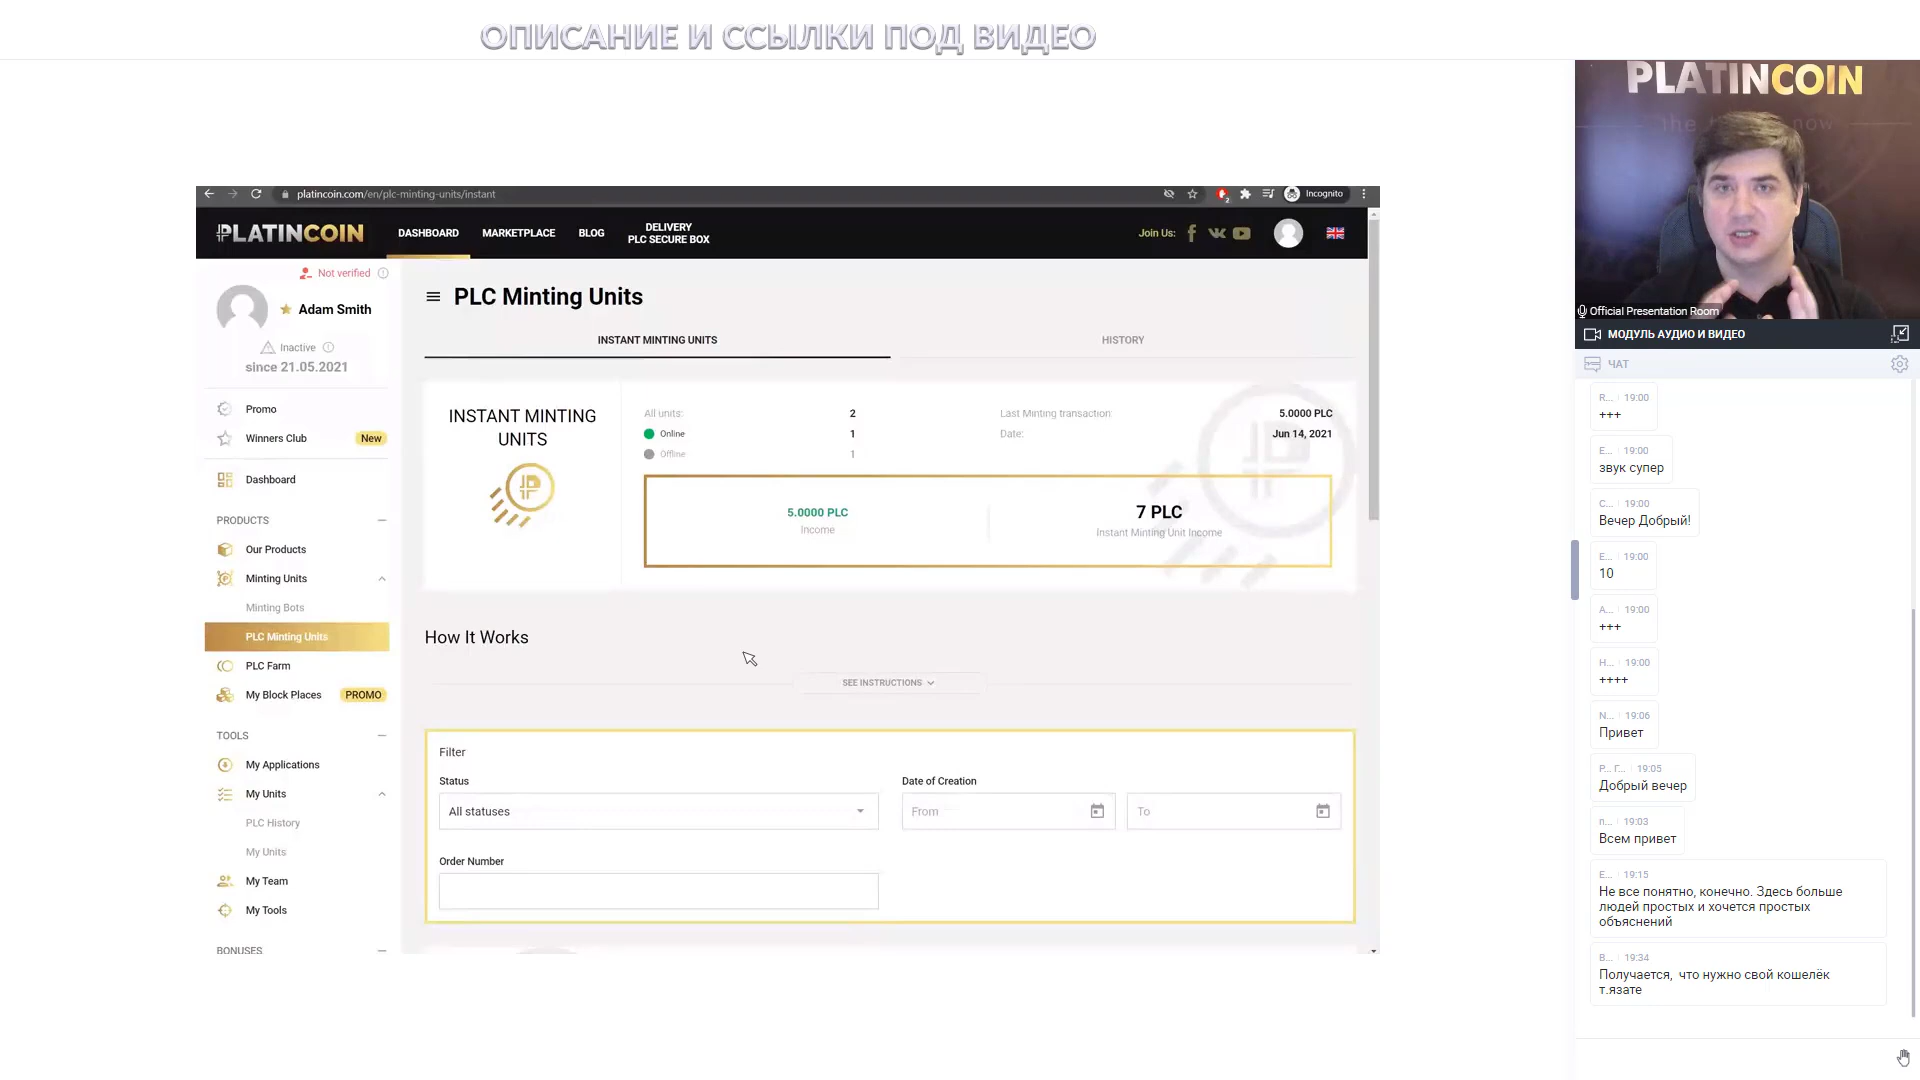 ОПИСАНИЕ И ССЫЛКИ ПОД ВИДЕО
platincoin.com/en/plc-minting-units/instant
Incognito
PLATINCOIN
DASHBOARD
MARKETPLACE
BLOG
DELIVERY
PLC SECURE BOX
Join Us:
Not verified
Adam Smith
Inactive
since 21.05.2021
Promo
Winners Club
New
Dashboard
PRODUCTS
Our Products
Minting Units
Minting Bots
PLC Minting Units
PLC Farm
My Block Places
PROMO
TOOLS
My Applications
My Units
PLC History
My Units
My Team
My Tools
BONUSES
PLC Minting Units
INSTANT MINTING UNITS
HISTORY
INSTANT MINTING
UNITS
All units:
2
Online
1
Offline
1
Last Minting transaction:
5.0000 PLC
Date:
Jun 14, 2021
5.0000 PLC
Income
7 PLC
Instant Minting Unit Income
How It Works
SEE INSTRUCTIONS
Filter
Status
All statuses
Date of Creation
From
To
Order Number
PLATINCOIN
the now
Official Presentation Room
МОДУЛЬ АУДИО И ВИДЕО
ЧАТ
R... 19:00
+++
Е... 19:00
звук супер
С... 19:00
Вечер Добрый!
Е... 19:00
10
А... 19:00
+++
Н... 19:00
++++
N... 19:06
Привет
Р... Г... 19:05
Добрый вечер
п... 19:03
Всем привет
Е... 19:15
Не все понятно, конечно. Здесь больше
людей простых и хочется простых
объяснений
В... 19:34
Получается, что нужно свой кошелёк
т.язате